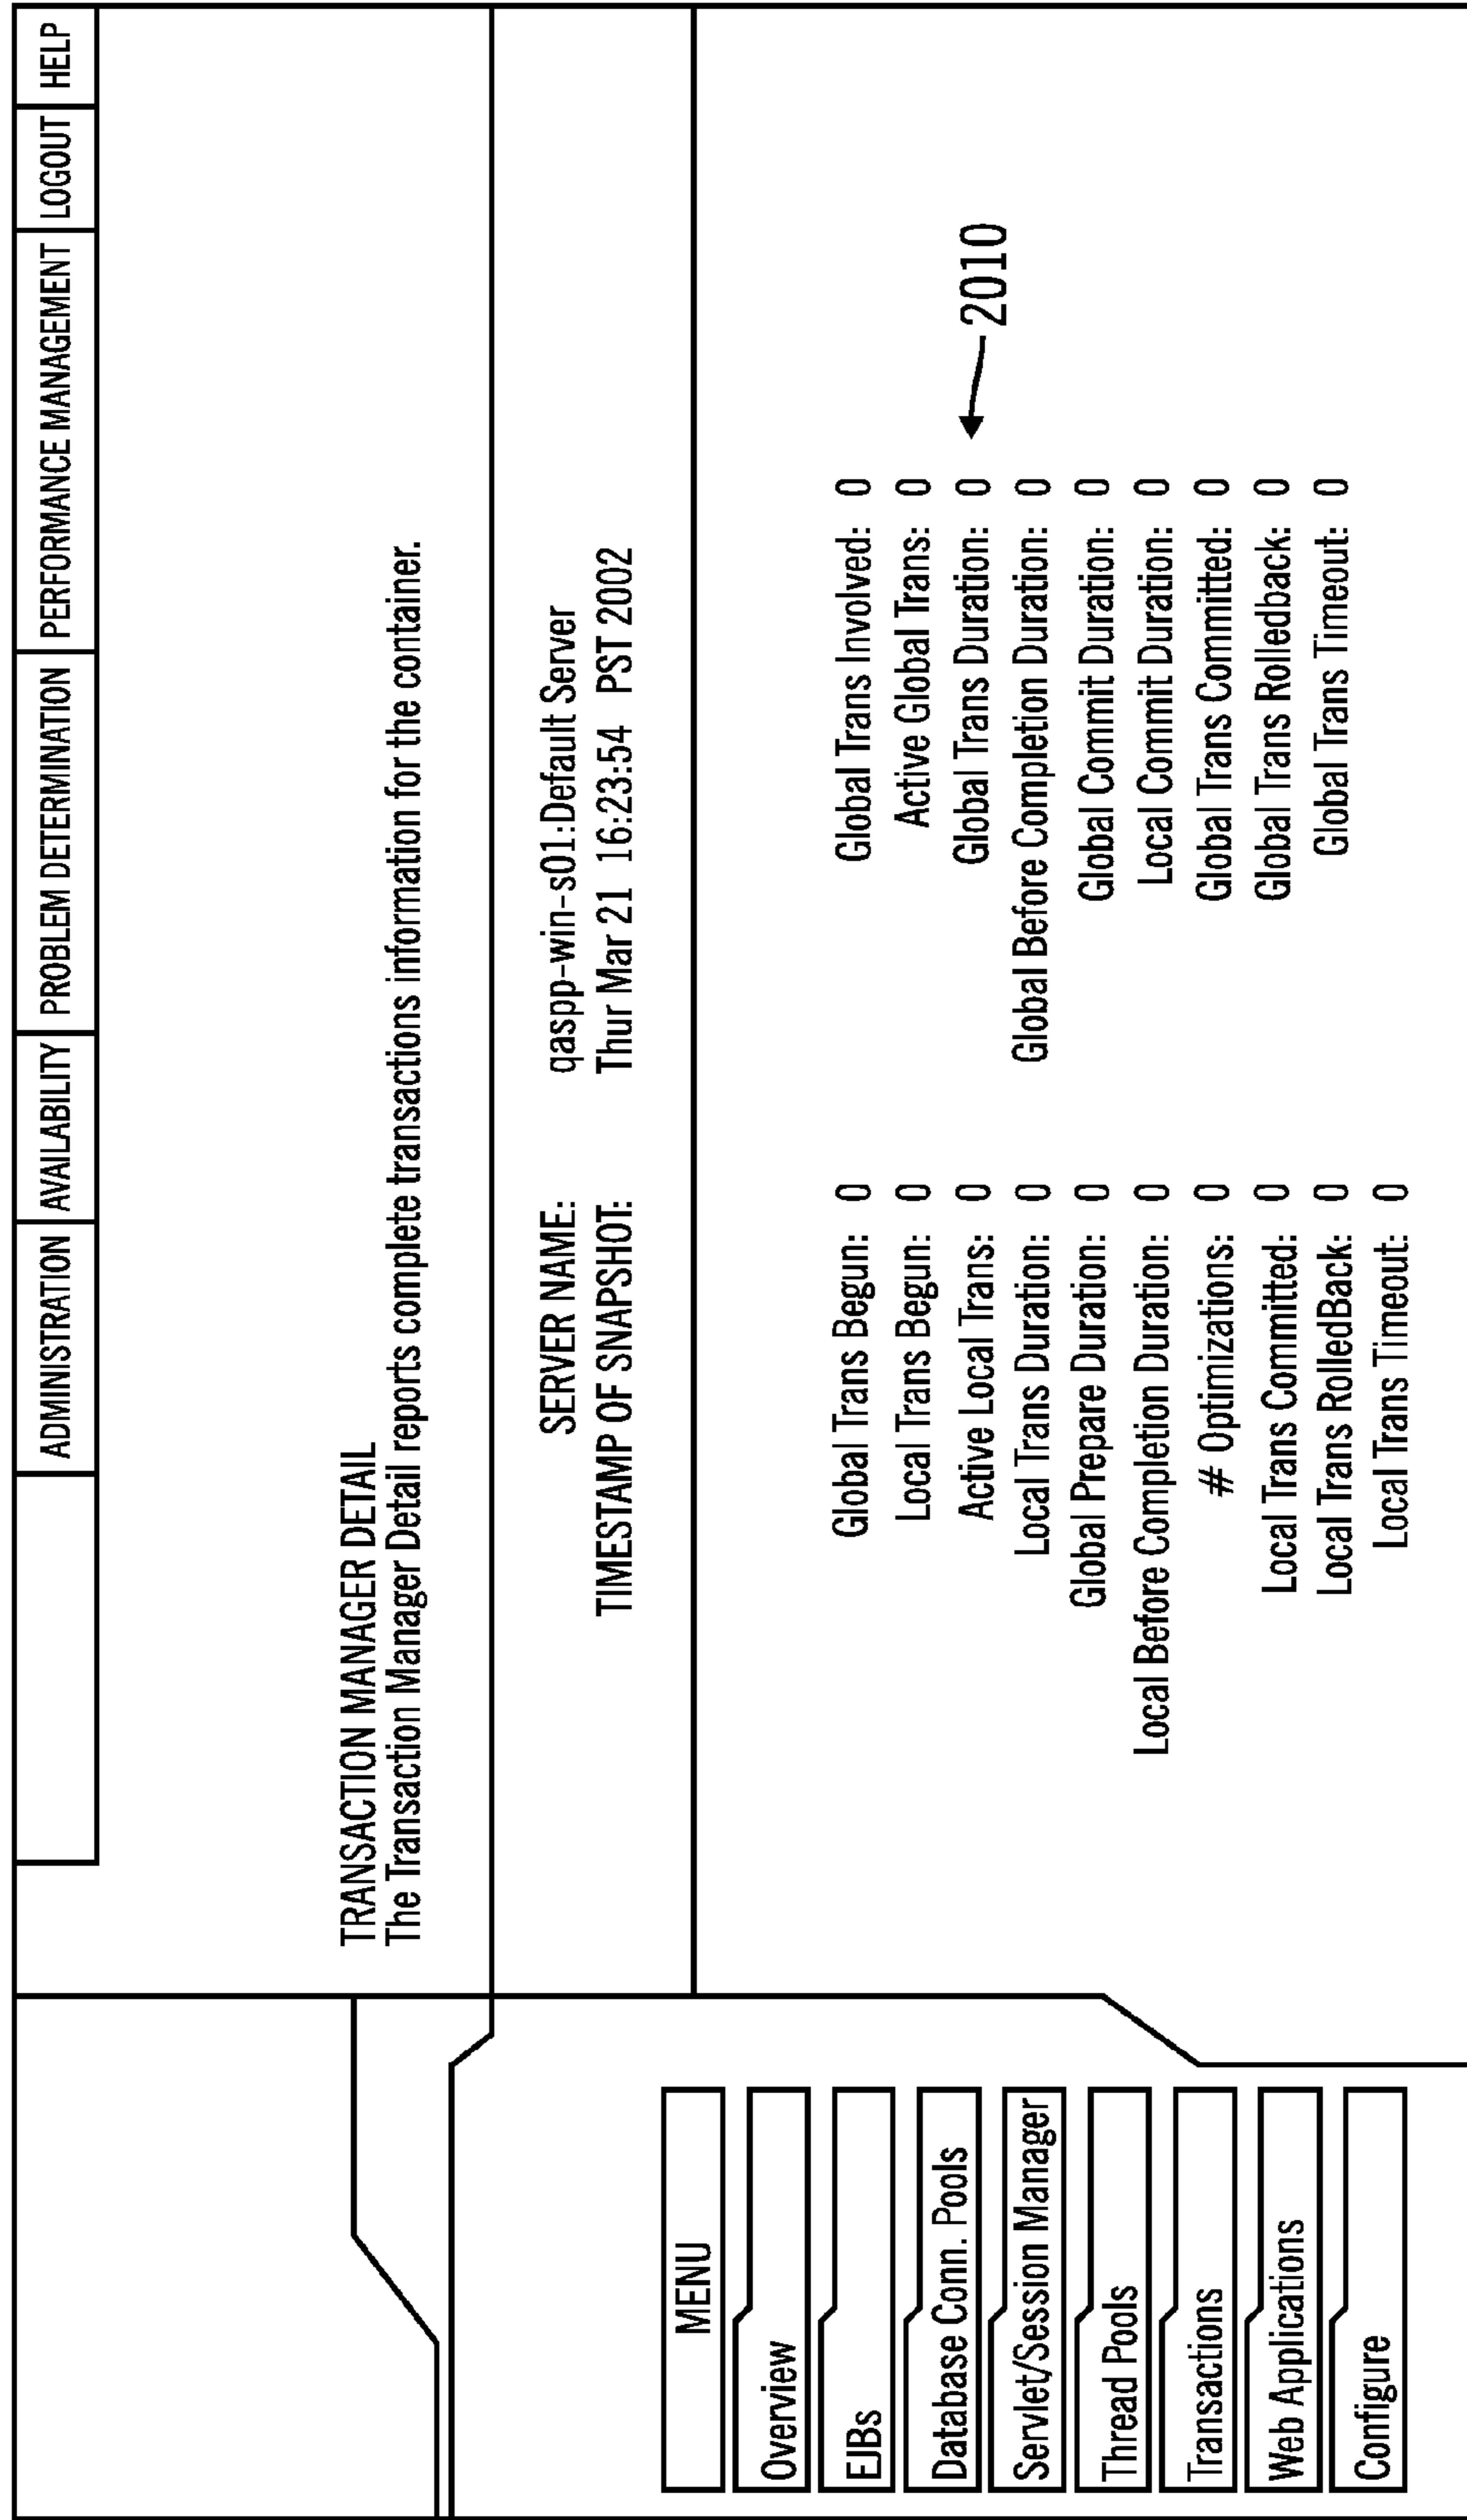 ADMINISTRATION AVAILABILITY PROBLEM DETERMINATION PERFORMANCE MANAGEMENT LOGOUT HELP
TRANSACTION MANAGER DETAIL
The Transaction Manager Detail reports complete transactions information for the container.
SERVER NAME: qaspp-win-s01:Default Server
TIMESTAMP OF SNAPSHOT: Thur Mar 21 16:23:54 PST 2002
MENU
Overview
EJBs
Database Conn. Pools
Servlet/Session Manager
Thread Pools
Transactions
Web Applications
Configure
Global Trans Begun: 0 Global Trans Involved: 0
Local Trans Begun: 0 Active Global Trans: 0
Active Local Trans: 0 Global Trans Duration: 0 2010
Local Trans Duration: 0 Global Before Completion Duration: 0
Global Prepare Duration: 0 Global Commit Duration: 0
Local Before Completion Duration: 0 Local Commit Duration: 0
# Optimizations: 0 Global Trans Committed: 0
Local Trans Committed: 0 Global Trans Rolledback: 0
Local Trans RolledBack: 0 Global Trans Timeout: 0
Local Trans Timeout: 0